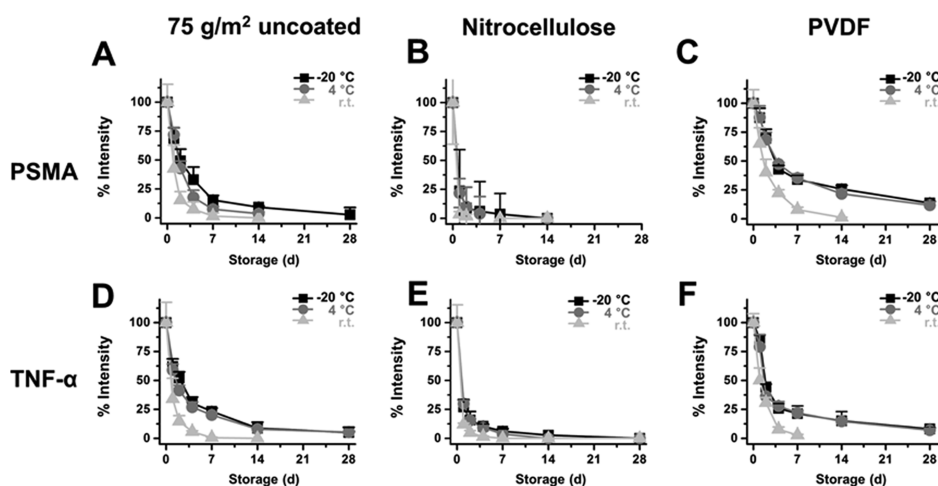 75 g/m² uncoated
Nitrocellulose
PVDF
PSMA
TNF-α
A
-20 °C
4 °C
r.t.
% Intensity
100
75
50
25
0
0 7 14 21 28
Storage (d)
B
-20 °C
4 °C
r.t.
% Intensity
100
75
50
25
0
0 7 14 21 28
Storage (d)
C
-20 °C
4 °C
r.t.
% Intensity
100
75
50
25
0
0 7 14 21 28
Storage (d)
D
-20 °C
4 °C
r.t.
% Intensity
100
75
50
25
0
0 7 14 21 28
Storage (d)
E
-20 °C
4 °C
r.t.
% Intensity
100
75
50
25
0
0 7 14 21 28
Storage (d)
F
-20 °C
4 °C
r.t.
% Intensity
100
75
50
25
0
0 7 14 21 28
Storage (d)